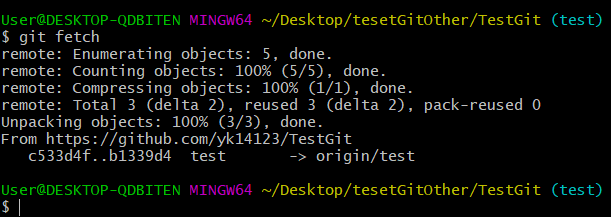 User@DESKTOP-QDBITEN MINGW64 ~/Desktop/tesetGitOther/TestGit (test)
$ git fetch
remote: Enumerating objects: 5, done.
remote: Counting objects: 100% (5/5), done.
remote: Compressing objects: 100% (1/1), done.
remote: Total 3 (delta 2), reused 3 (delta 2), pack-reused 0
Unpacking objects: 100% (3/3), done.
From https://github.com/yk14123/TestGit
   c533d4f..b1339d4  test       -> origin/test
User@DESKTOP-QDBITEN MINGW64 ~/Desktop/tesetGitOther/TestGit (test)
$